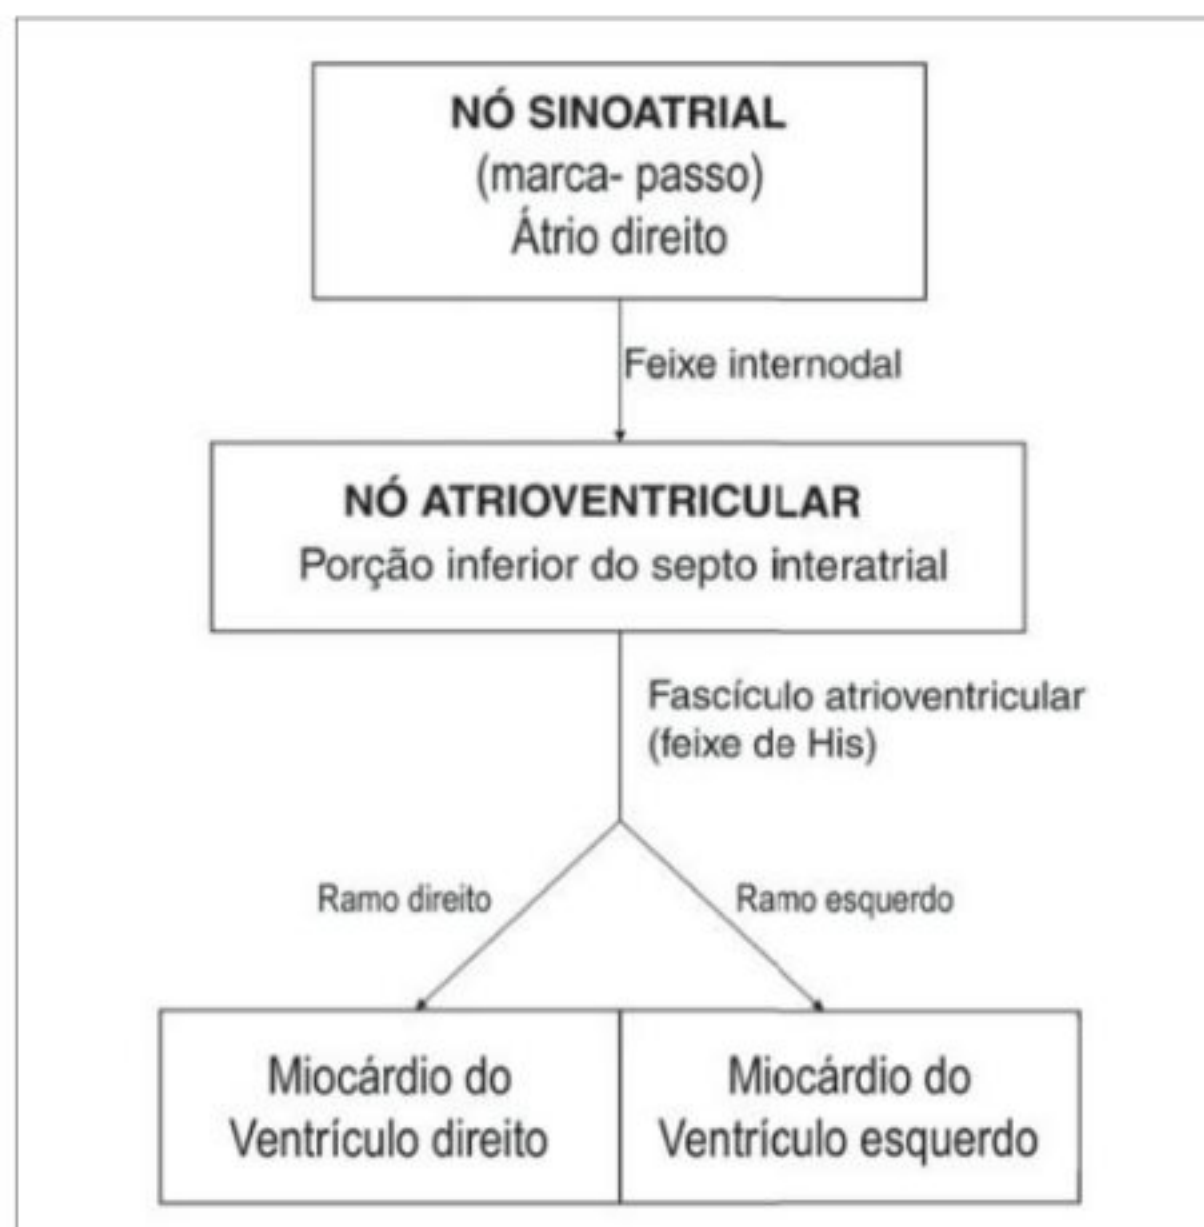 NÓ SINOATRIAL
(marca- passo)
Átrio direito
Feixe internodal
NÓ ATRIOVENTRICULAR
Porção inferior do septo interatrial
Fascículo atrioventricular
(feixe de His)
Ramo direito
Ramo esquerdo
Miocárdio do
Ventrículo direito
Miocárdio do
Ventrículo esquerdo